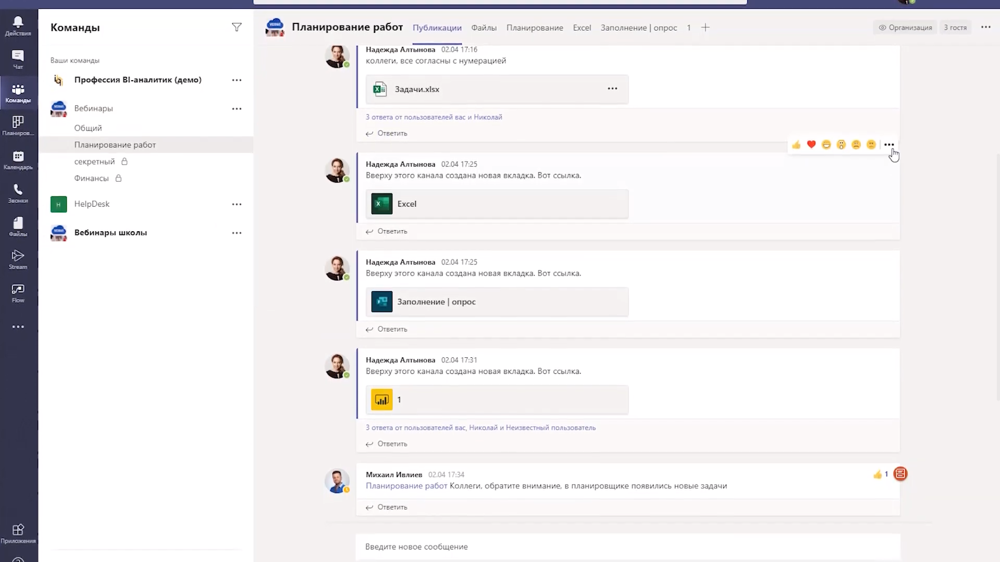 Действия
Чат
Команды
Планиров...
Календарь
Звонки
Файлы
Stream
Flow
Приложения
Команды
Ваши команды
Профессия BI-аналитик (демо)
Вебинары
Общий
Планирование работ
секретный
Финансы
H HelpDesk
Вебинары школы
Планирование работ Публикации Файлы Планирование Excel Заполнение | опрос 1 Организация 3 гостя
Надежда Алтынова 02.04 17:16
коллеги, все согласны с нумерацией
Задачи.xlsx
3 ответа от пользователей вас и Николай
Ответить
Надежда Алтынова 02.04 17:25
Вверху этого канала создана новая вкладка. Вот ссылка.
Excel
Ответить
Надежда Алтынова 02.04 17:25
Вверху этого канала создана новая вкладка. Вот ссылка.
Заполнение | опрос
Ответить
Надежда Алтынова 02.04 17:31
Вверху этого канала создана новая вкладка. Вот ссылка.
1
3 ответа от пользователей вас, Николай и Неизвестный пользователь
Ответить
Михаил Ивлиев 02.04 17:34 1
Планирование работ Коллеги, обратите внимание, в планировщике появились новые задачи
Ответить
Введите новое сообщение